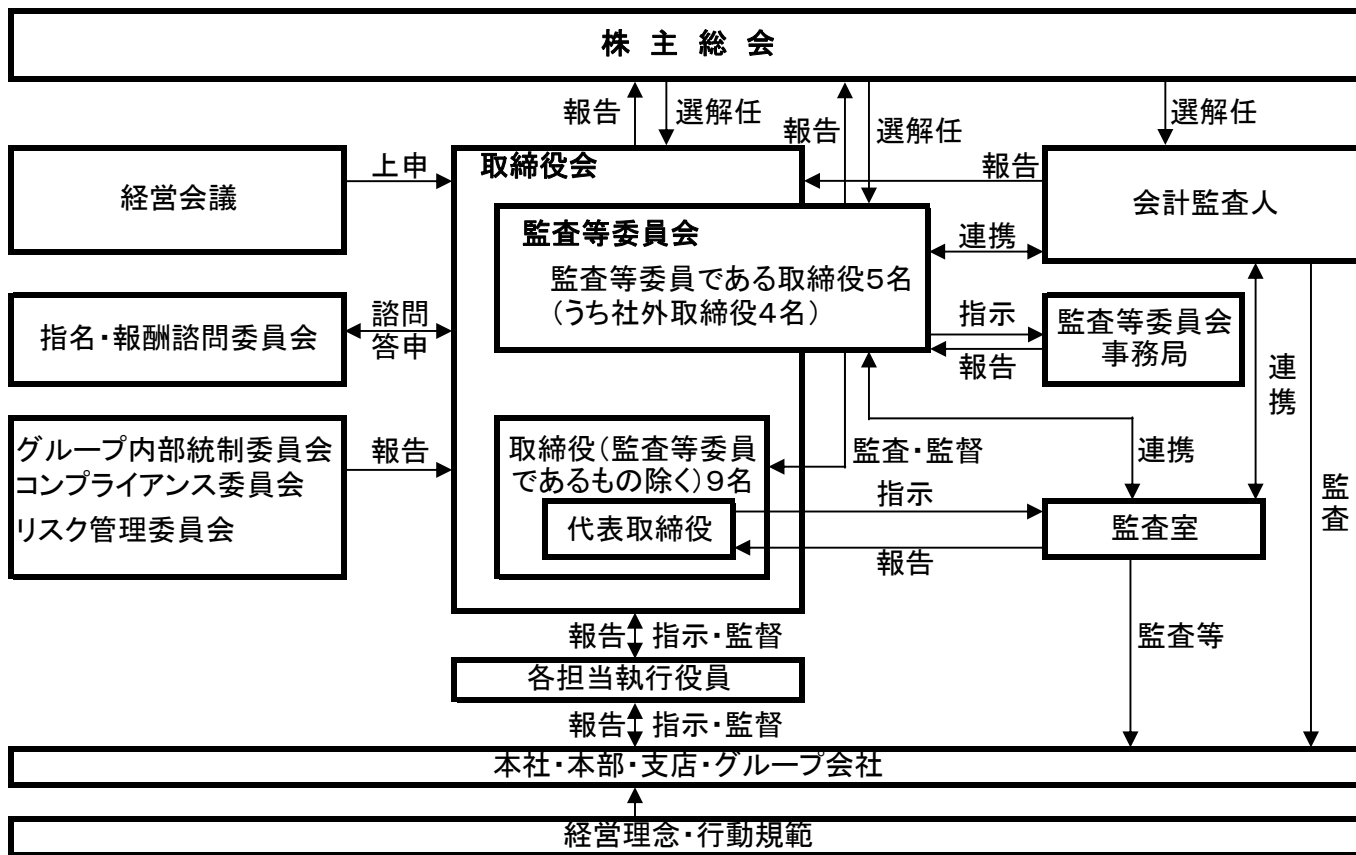 株主総会
報告
選解任
報告
選解任
選解任
経営会議
上申
取締役会
報告
会計監査人
監査等委員会
監査等委員である取締役5名
(うち社外取締役4名)
連携
指名・報酬諮問委員会
諮問
答申
指示
報告
監査等委員会
事務局
連携
監査
グループ内部統制委員会
コンプライアンス委員会
リスク管理委員会
報告
取締役(監査等委員
であるもの除く)9名
代表取締役
監査・監督
連携
指示
報告
監査室
監査等
報告
指示・監督
各担当執行役員
報告
指示・監督
本社・本部・支店・グループ会社
経営理念・行動規範